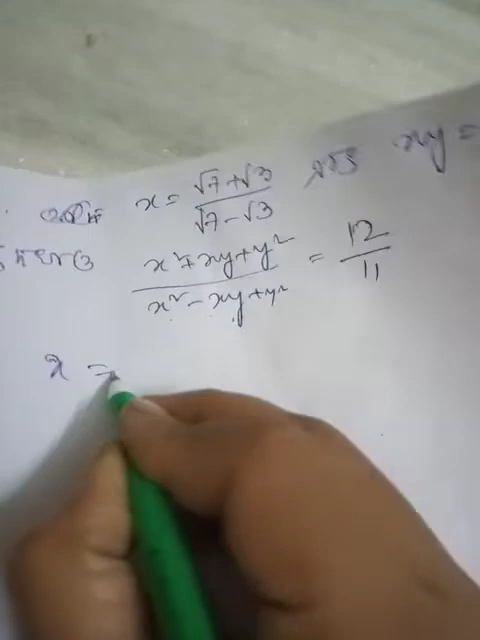 যদি x = √7+√3 / √7-√3 এবং xy =
দেখাও x²+xy+y² / x²-xy+y² = 12 / 11
x =